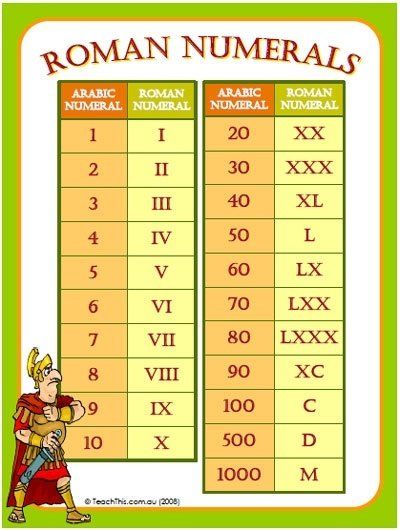 ROMAN NUMERALS
ARABIC NUMERAL ROMAN NUMERAL
1 I
2 II
3 III
4 IV
5 V
6 VI
7 VII
8 VIII
9 IX
10 X
ARABIC NUMERAL ROMAN NUMERAL
20 XX
30 XXX
40 XL
50 L
60 LX
70 LXX
80 LXXX
90 XC
100 C
500 D
1000 M
© TeachThis.com.au (2008)